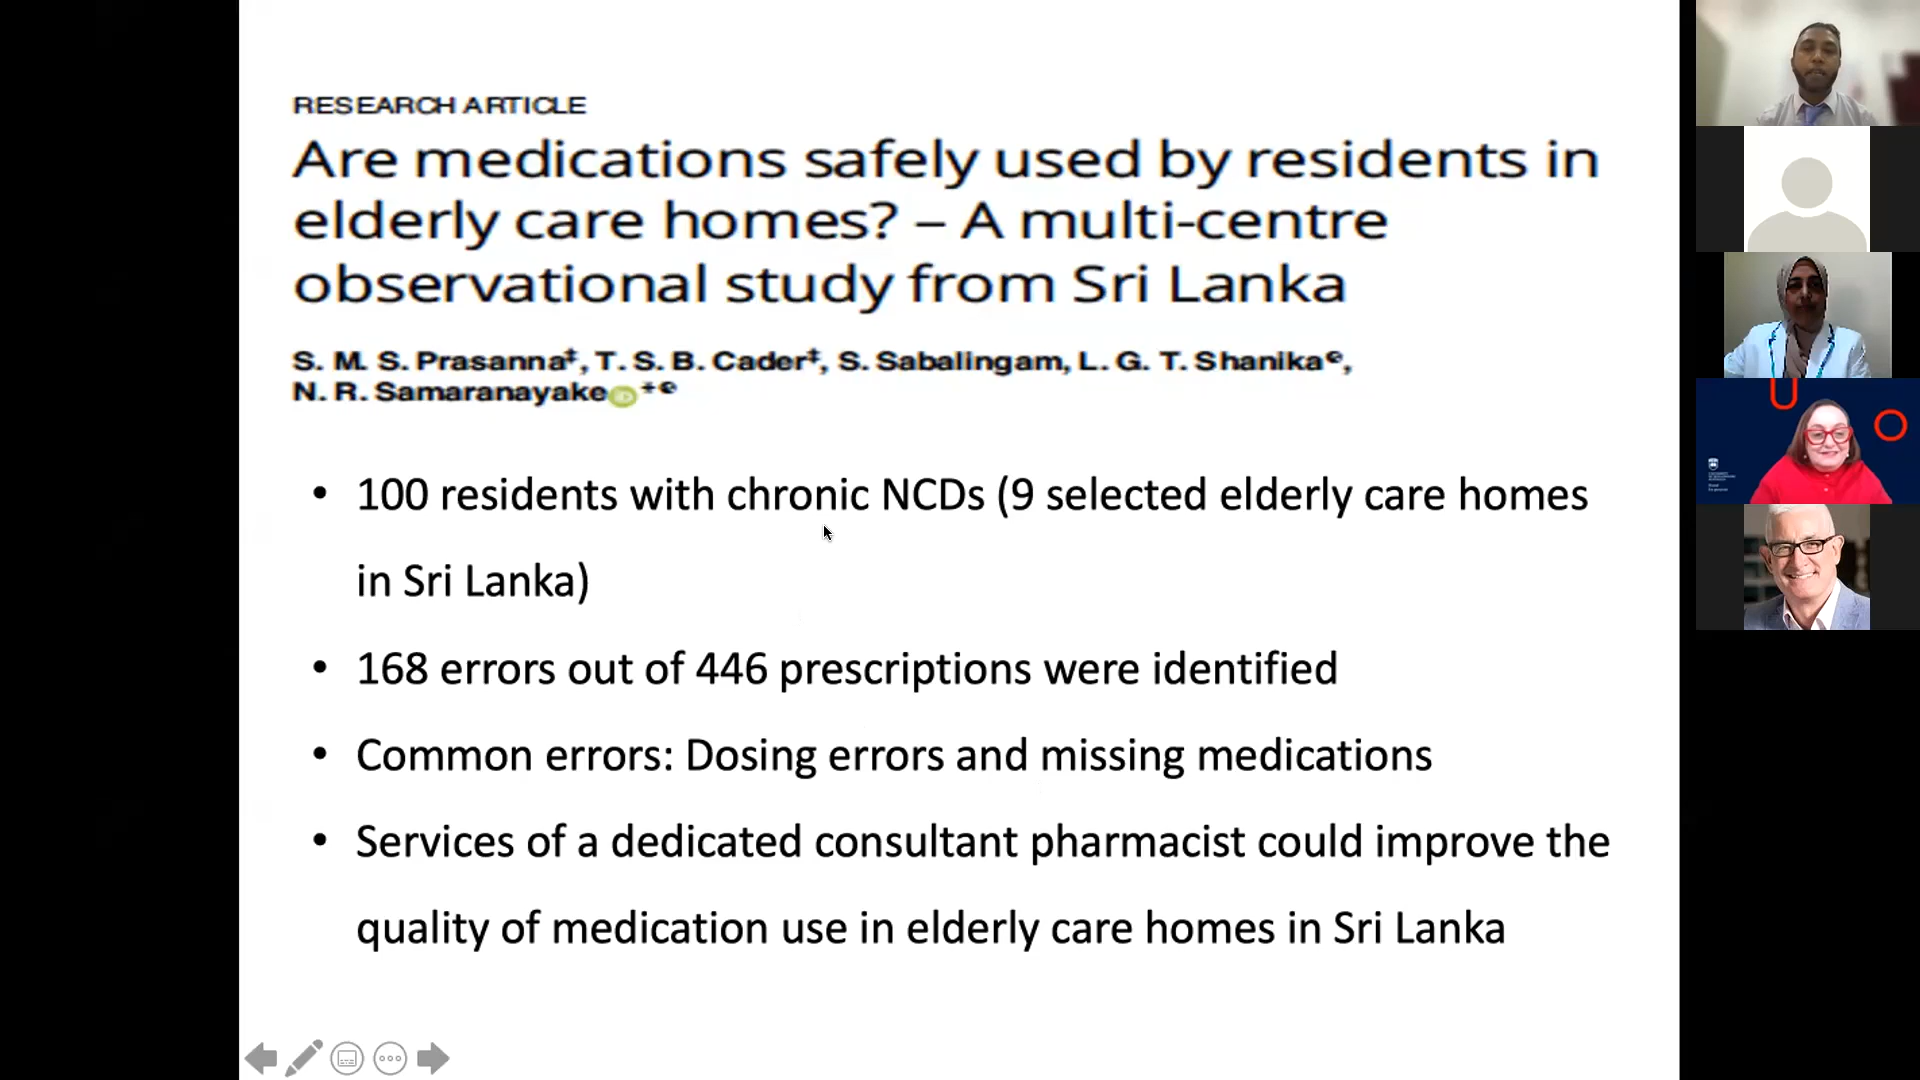 RESEARCH ARTICLE
Are medications safely used by residents in
elderly care homes? – A multi-centre
observational study from Sri Lanka
S. M. S. Prasanna‡, T. S. B. Cader‡, S. Sabalingam, L. G. T. Shanika©,
N. R. Samaranayake iD *©
• 100 residents with chronic NCDs (9 selected elderly care homes
in Sri Lanka)
• 168 errors out of 446 prescriptions were identified
• Common errors: Dosing errors and missing medications
• Services of a dedicated consultant pharmacist could improve the
quality of medication use in elderly care homes in Sri Lanka